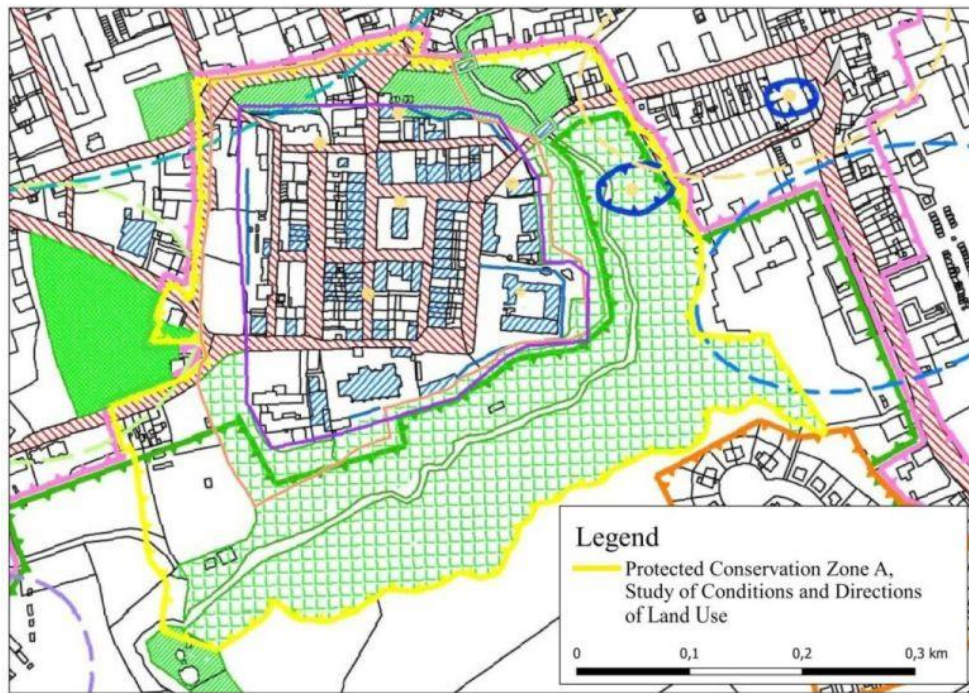 Legend
Protected Conservation Zone A,
Study of Conditions and Directions
of Land Use
0 0,1 0,2 0,3 km